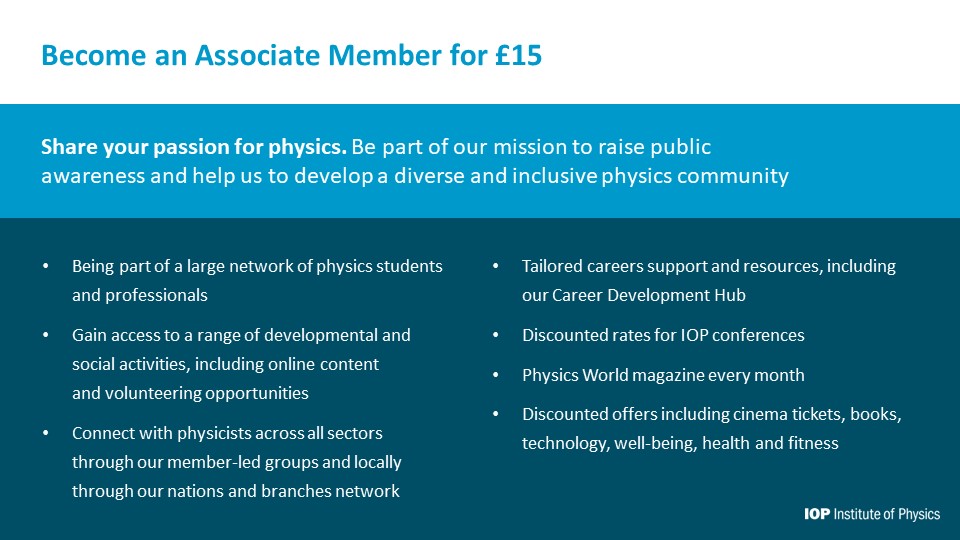 Become an Associate Member for £15
Share your passion for physics. Be part of our mission to raise public
awareness and help us to develop a diverse and inclusive physics community
• Being part of a large network of physics students
and professionals
• Gain access to a range of developmental and
social activities, including online content
and volunteering opportunities
• Connect with physicists across all sectors
through our member-led groups and locally
through our nations and branches network
• Tailored careers support and resources, including
our Career Development Hub
• Discounted rates for IOP conferences
• Physics World magazine every month
• Discounted offers including cinema tickets, books,
technology, well-being, health and fitness
IOP Institute of Physics